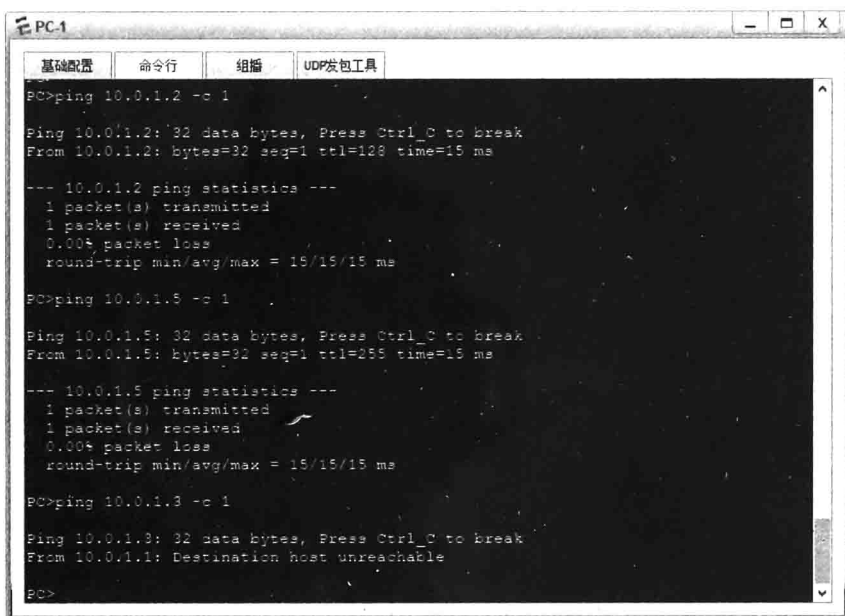 PC-1
基础配置 命令行 组播 UDP发包工具
PC>ping 10.0.1.2 -c 1
Ping 10.0.1.2: 32 data bytes, Press Ctrl_C to break
From 10.0.1.2: bytes=32 seq=1 ttl=128 time=15 ms
--- 10.0.1.2 ping statistics ---
1 packet(s) transmitted
1 packet(s) received
0.00% packet loss
round-trip min/avg/max = 15/15/15 ms
PC>ping 10.0.1.5 -c 1
Ping 10.0.1.5: 32 data bytes, Press Ctrl_C to break
From 10.0.1.5: bytes=32 seq=1 ttl=255 time=15 ms
--- 10.0.1.5 ping statistics ---
1 packet(s) transmitted
1 packet(s) received
0.00% packet loss
round-trip min/avg/max = 15/15/15 ms
PC>ping 10.0.1.3 -c 1
Ping 10.0.1.3: 32 data bytes, Press Ctrl_C to break
From 10.0.1.1: Destination host unreachable
PC>